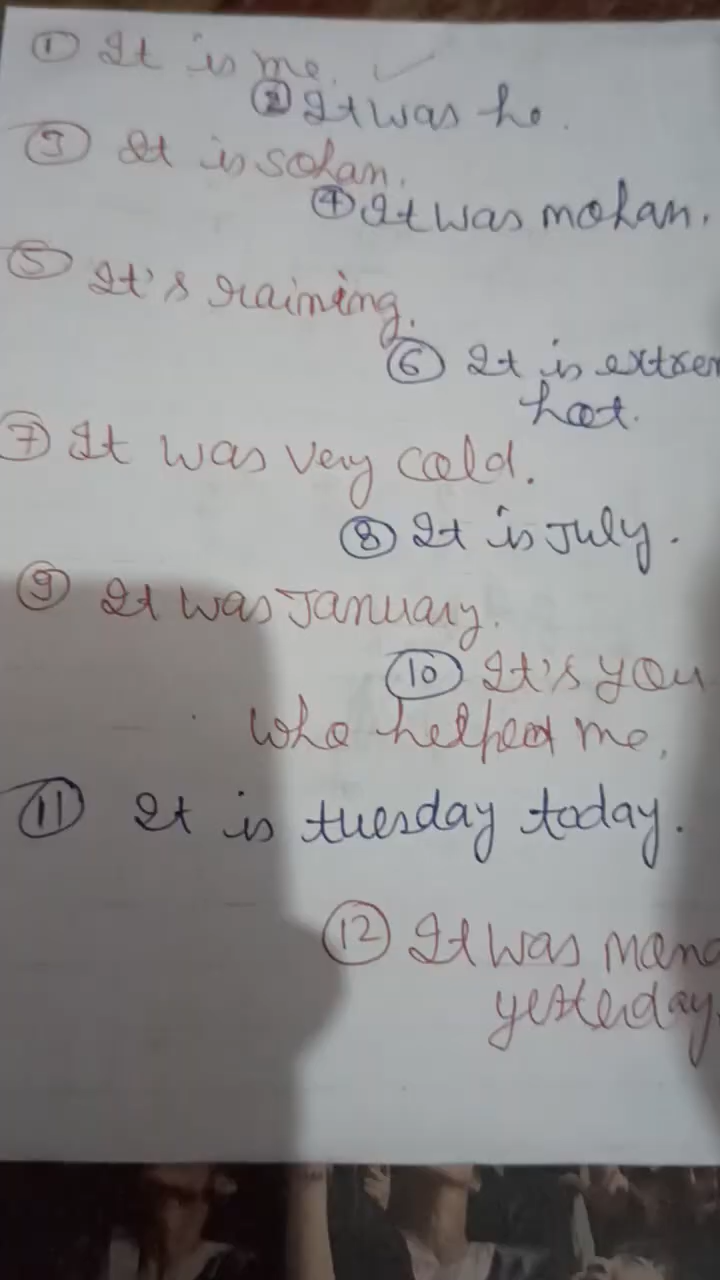 ① It is me.
② It was he.
③ It is sohan.
④ It was mohan.
⑤ It's raining.
⑥ It is extrem
hot.
⑦ It was very cold.
⑧ It is July.
⑨ It was January.
⑩ It's you
who helped me.
⑪ It is tuesday today.
⑫ It was mond
yesterday.